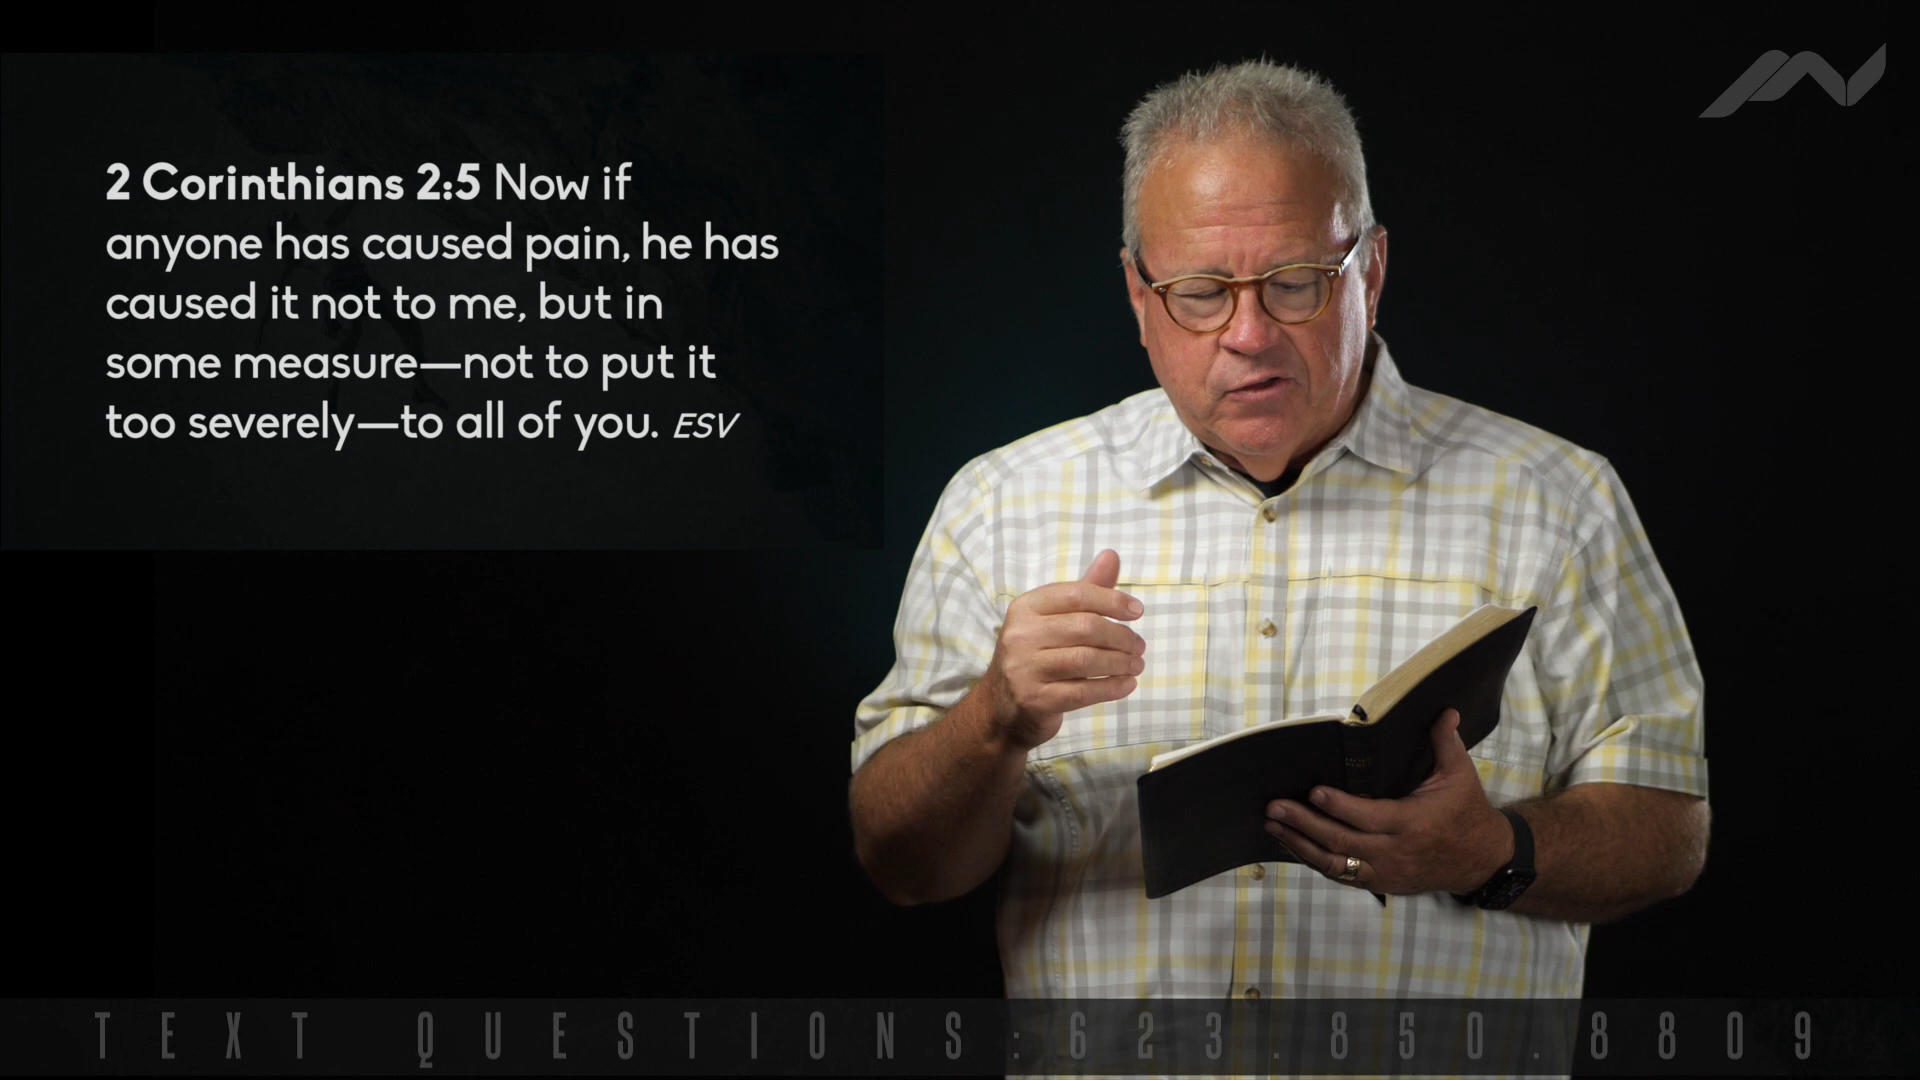 2 Corinthians 2:5 Now if
anyone has caused pain, he has
caused it not to me, but in
some measure—not to put it
too severely—to all of you. ESV
TEXT QUESTIONS: 623.850.8809